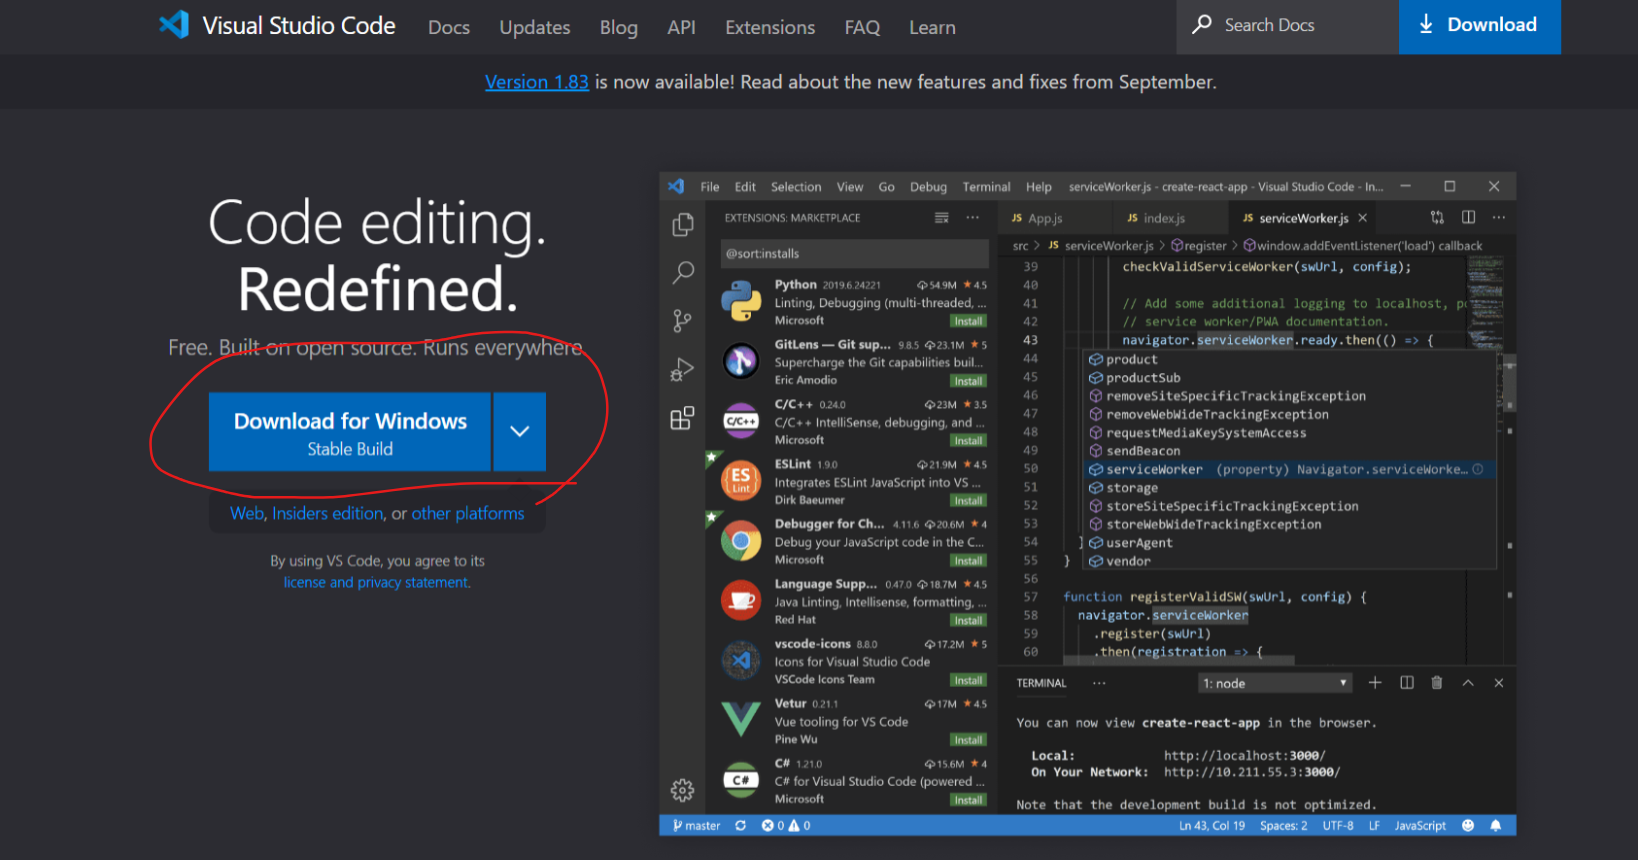 Visual Studio Code Docs Updates Blog API Extensions FAQ Learn Search Docs Download
Version 1.83 is now available! Read about the new features and fixes from September.
Code editing.
Redefined.
Free. Built on open source. Runs everywhere.
Download for Windows
Stable Build
Web, Insiders edition, or other platforms
By using VS Code, you agree to its
license and privacy statement.
File Edit Selection View Go Debug Terminal Help serviceWorker.js - create-react-app - Visual Studio Code - In...
EXTENSIONS: MARKETPLACE
@sort:installs
Python 2019.6.24221 54.9M ★ 4.5
Linting, Debugging (multi-threaded, ...
Microsoft Install
GitLens — Git sup... 9.8.5 23.1M ★ 5
Supercharge the Git capabilities buil...
Eric Amodio Install
C/C++
C/C++ 0.24.0 23M ★ 3.5
C/C++ IntelliSense, debugging, and ...
Microsoft Install
ES
Lint
ESLint 1.9.0 21.9M ★ 4.5
Integrates ESLint JavaScript into VS ...
Dirk Baeumer Install
Debugger for Ch... 4.11.6 20.6M ★ 4
Debug your JavaScript code in the C...
Microsoft Install
Language Supp... 0.47.0 18.7M ★ 4.5
Java Linting, Intellisense, formatting, ...
Red Hat Install
vscode-icons 8.8.0 17.2M ★ 5
Icons for Visual Studio Code
VSCode Icons Team Install
Vetur 0.21.1 17M ★ 4.5
Vue tooling for VS Code
Pine Wu Install
C#
C# 1.21.0 15.6M ★ 4
C# for Visual Studio Code (powered ...
Microsoft Install
JS App.js JS index.js JS serviceWorker.js
src > JS serviceWorker.js > register > window.addEventListener('load') callback
39 checkValidServiceWorker(swUrl, config);
40
41 // Add some additional logging to localhost, po
42 // service worker/PWA documentation.
43 navigator.serviceWorker.ready.then(() => {
44 product
45 productSub
46 removeSiteSpecificTrackingException
47 removeWebWideTrackingException
48 requestMediaKeySystemAccess
49 sendBeacon
50 serviceWorker (property) Navigator.serviceWorke...
51 storage
52 storeSiteSpecificTrackingException
53 storeWebWideTrackingException
54 } userAgent
55 } vendor
56
57 function registerValidSW(swUrl, config) {
58 navigator.serviceWorker
59 .register(swUrl)
60 .then(registration => {
TERMINAL ... 1: node
You can now view create-react-app in the browser.
Local: http://localhost:3000/
On Your Network: http://10.211.55.3:3000/
Note that the development build is not optimized.
master 0 0 Ln 43, Col 19 Spaces: 2 UTF-8 LF JavaScript